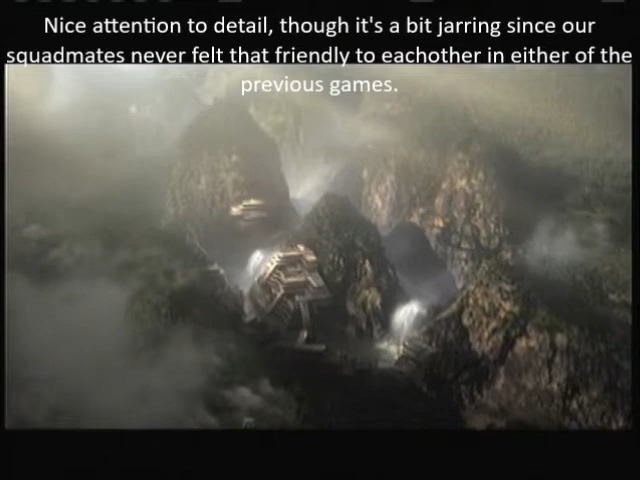 Nice attention to detail, though it's a bit jarring since our
squadmates never felt that friendly to eachother in either of the
previous games.